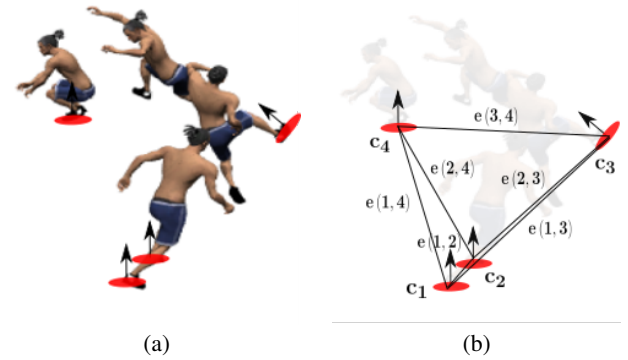 e(3,4)
c4
c3
e(2,4)
e(2,3)
e(1,4)
e(1,3)
e(1,2)
c2
c1
(a)
(b)